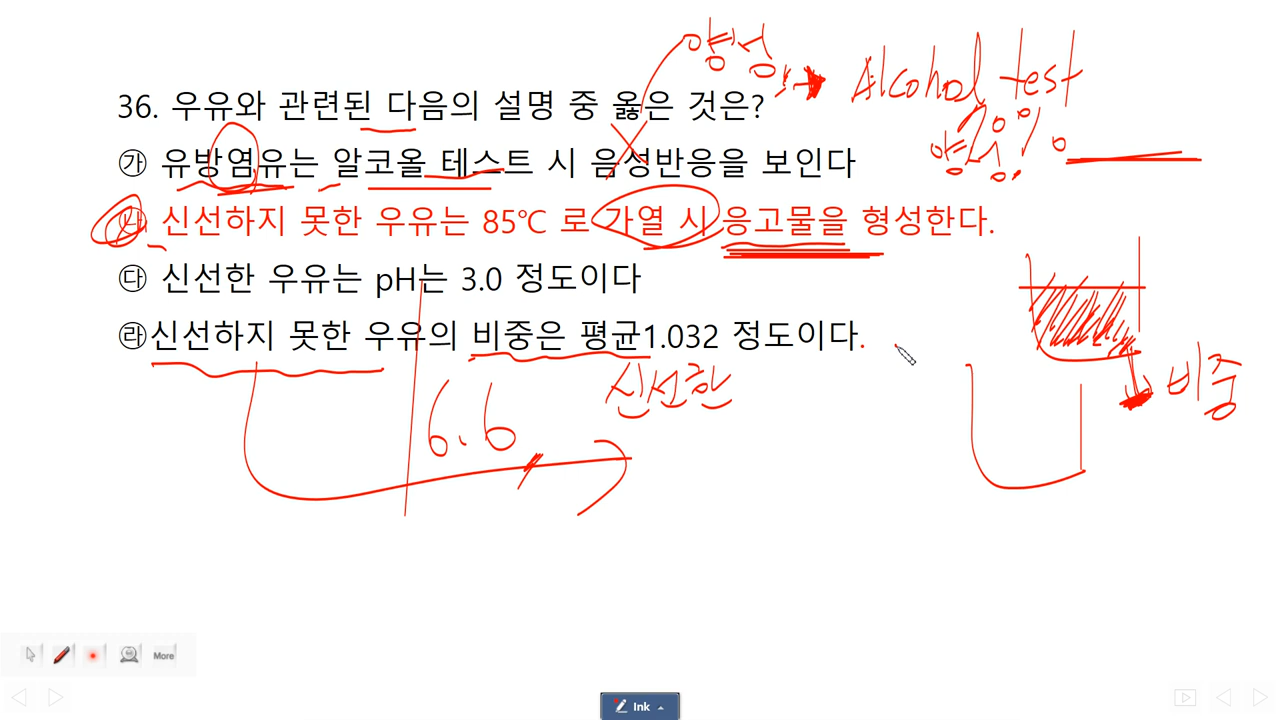 양성 → Alcohol test
36. 우유와 관련된 다음의 설명 중 옳은 것은?
70%
양성.
㉮ 유방염유는 알코올 테스트 시 음성반응을 보인다
㉯ 신선하지 못한 우유는 85℃ 로 가열 시 응고물을 형성한다.
㉰ 신선한 우유는 pH는 3.0 정도이다
㉱신선하지 못한 우유의 비중은 평균1.032 정도이다.
신선한
비중
6.6
More
Ink